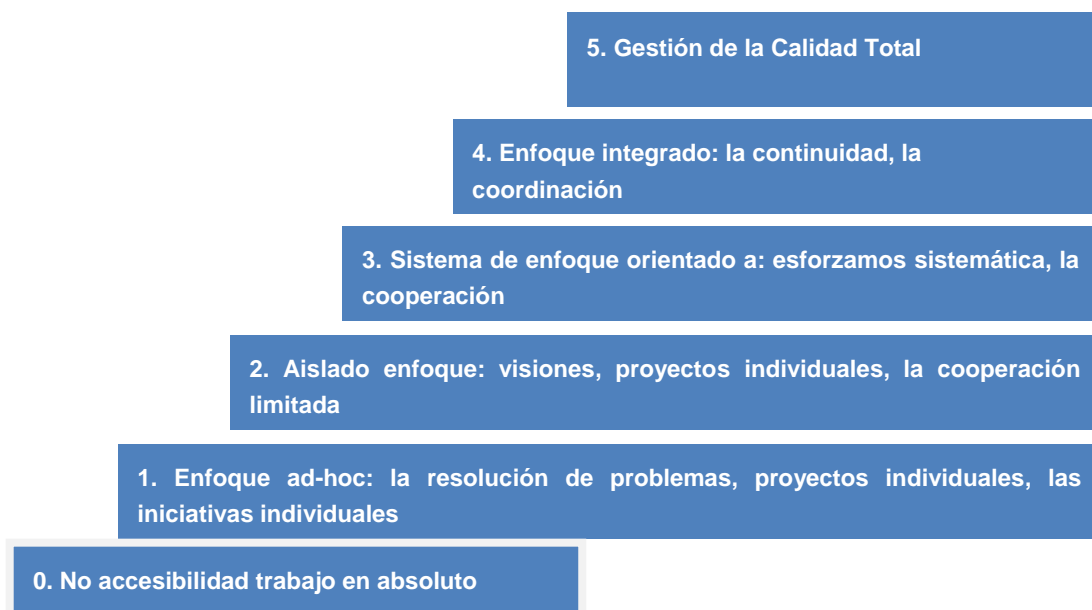 5. Gestión de la Calidad Total
4. Enfoque integrado: la continuidad, la
coordinación
3. Sistema de enfoque orientado a: esforzamos sistemática, la
cooperación
2. Aislado enfoque: visiones, proyectos individuales, la cooperación
limitada
1. Enfoque ad-hoc: la resolución de problemas, proyectos individuales, las
iniciativas individuales
0. No accesibilidad trabajo en absoluto